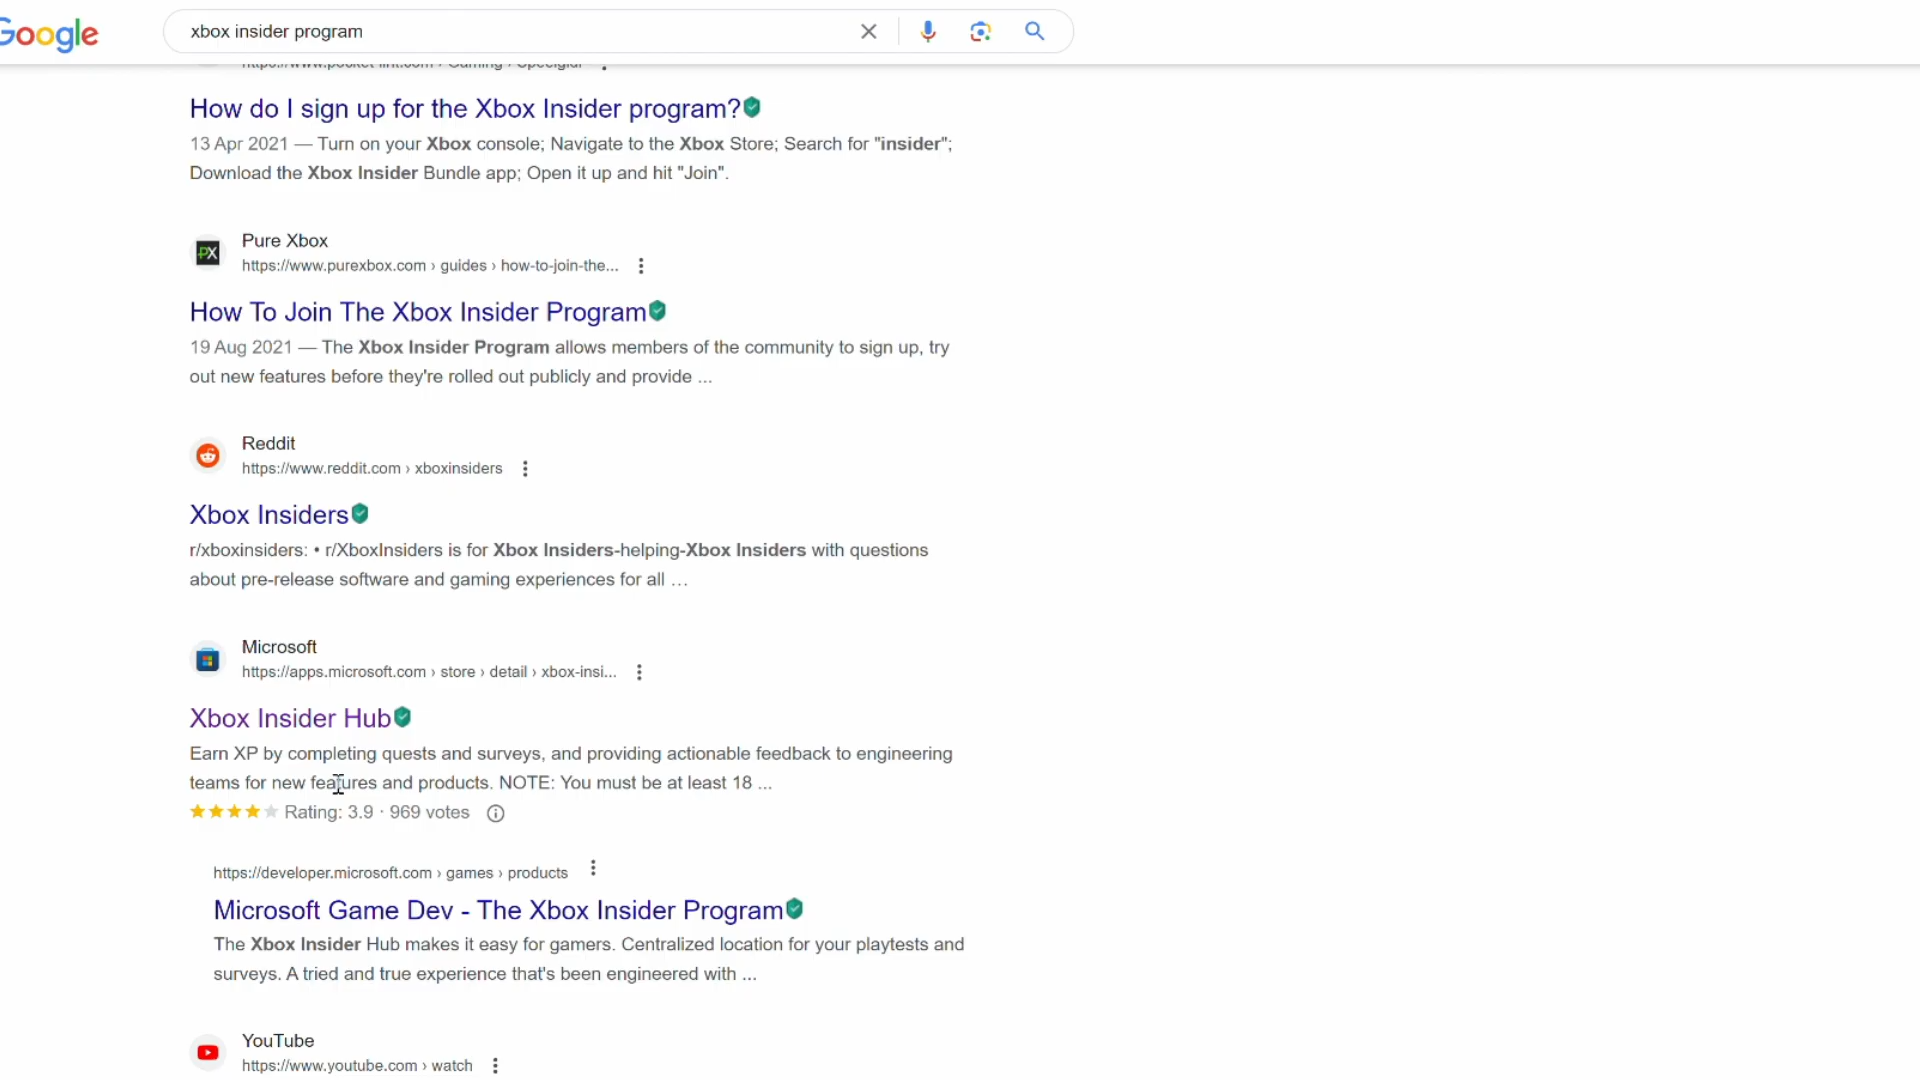 Google
xbox insider program
https://www.pocket-lint.com › Gaming › Speelgidi
How do I sign up for the Xbox Insider program?
13 Apr 2021 — Turn on your Xbox console; Navigate to the Xbox Store; Search for "insider";
Download the Xbox Insider Bundle app; Open it up and hit "Join".
Pure Xbox
https://www.purexbox.com › guides › how-to-join-the...
How To Join The Xbox Insider Program
19 Aug 2021 — The Xbox Insider Program allows members of the community to sign up, try
out new features before they're rolled out publicly and provide ...
Reddit
https://www.reddit.com › xboxinsiders
Xbox Insiders
r/xboxinsiders: • r/XboxInsiders is for Xbox Insiders-helping-Xbox Insiders with questions
about pre-release software and gaming experiences for all …
Microsoft
https://apps.microsoft.com › store › detail › xbox-insi...
Xbox Insider Hub
Earn XP by completing quests and surveys, and providing actionable feedback to engineering
teams for new features and products. NOTE: You must be at least 18 ...
Rating: 3.9 · 969 votes
https://developer.microsoft.com › games › products
Microsoft Game Dev - The Xbox Insider Program
The Xbox Insider Hub makes it easy for gamers. Centralized location for your playtests and
surveys. A tried and true experience that's been engineered with ...
YouTube
https://www.youtube.com › watch